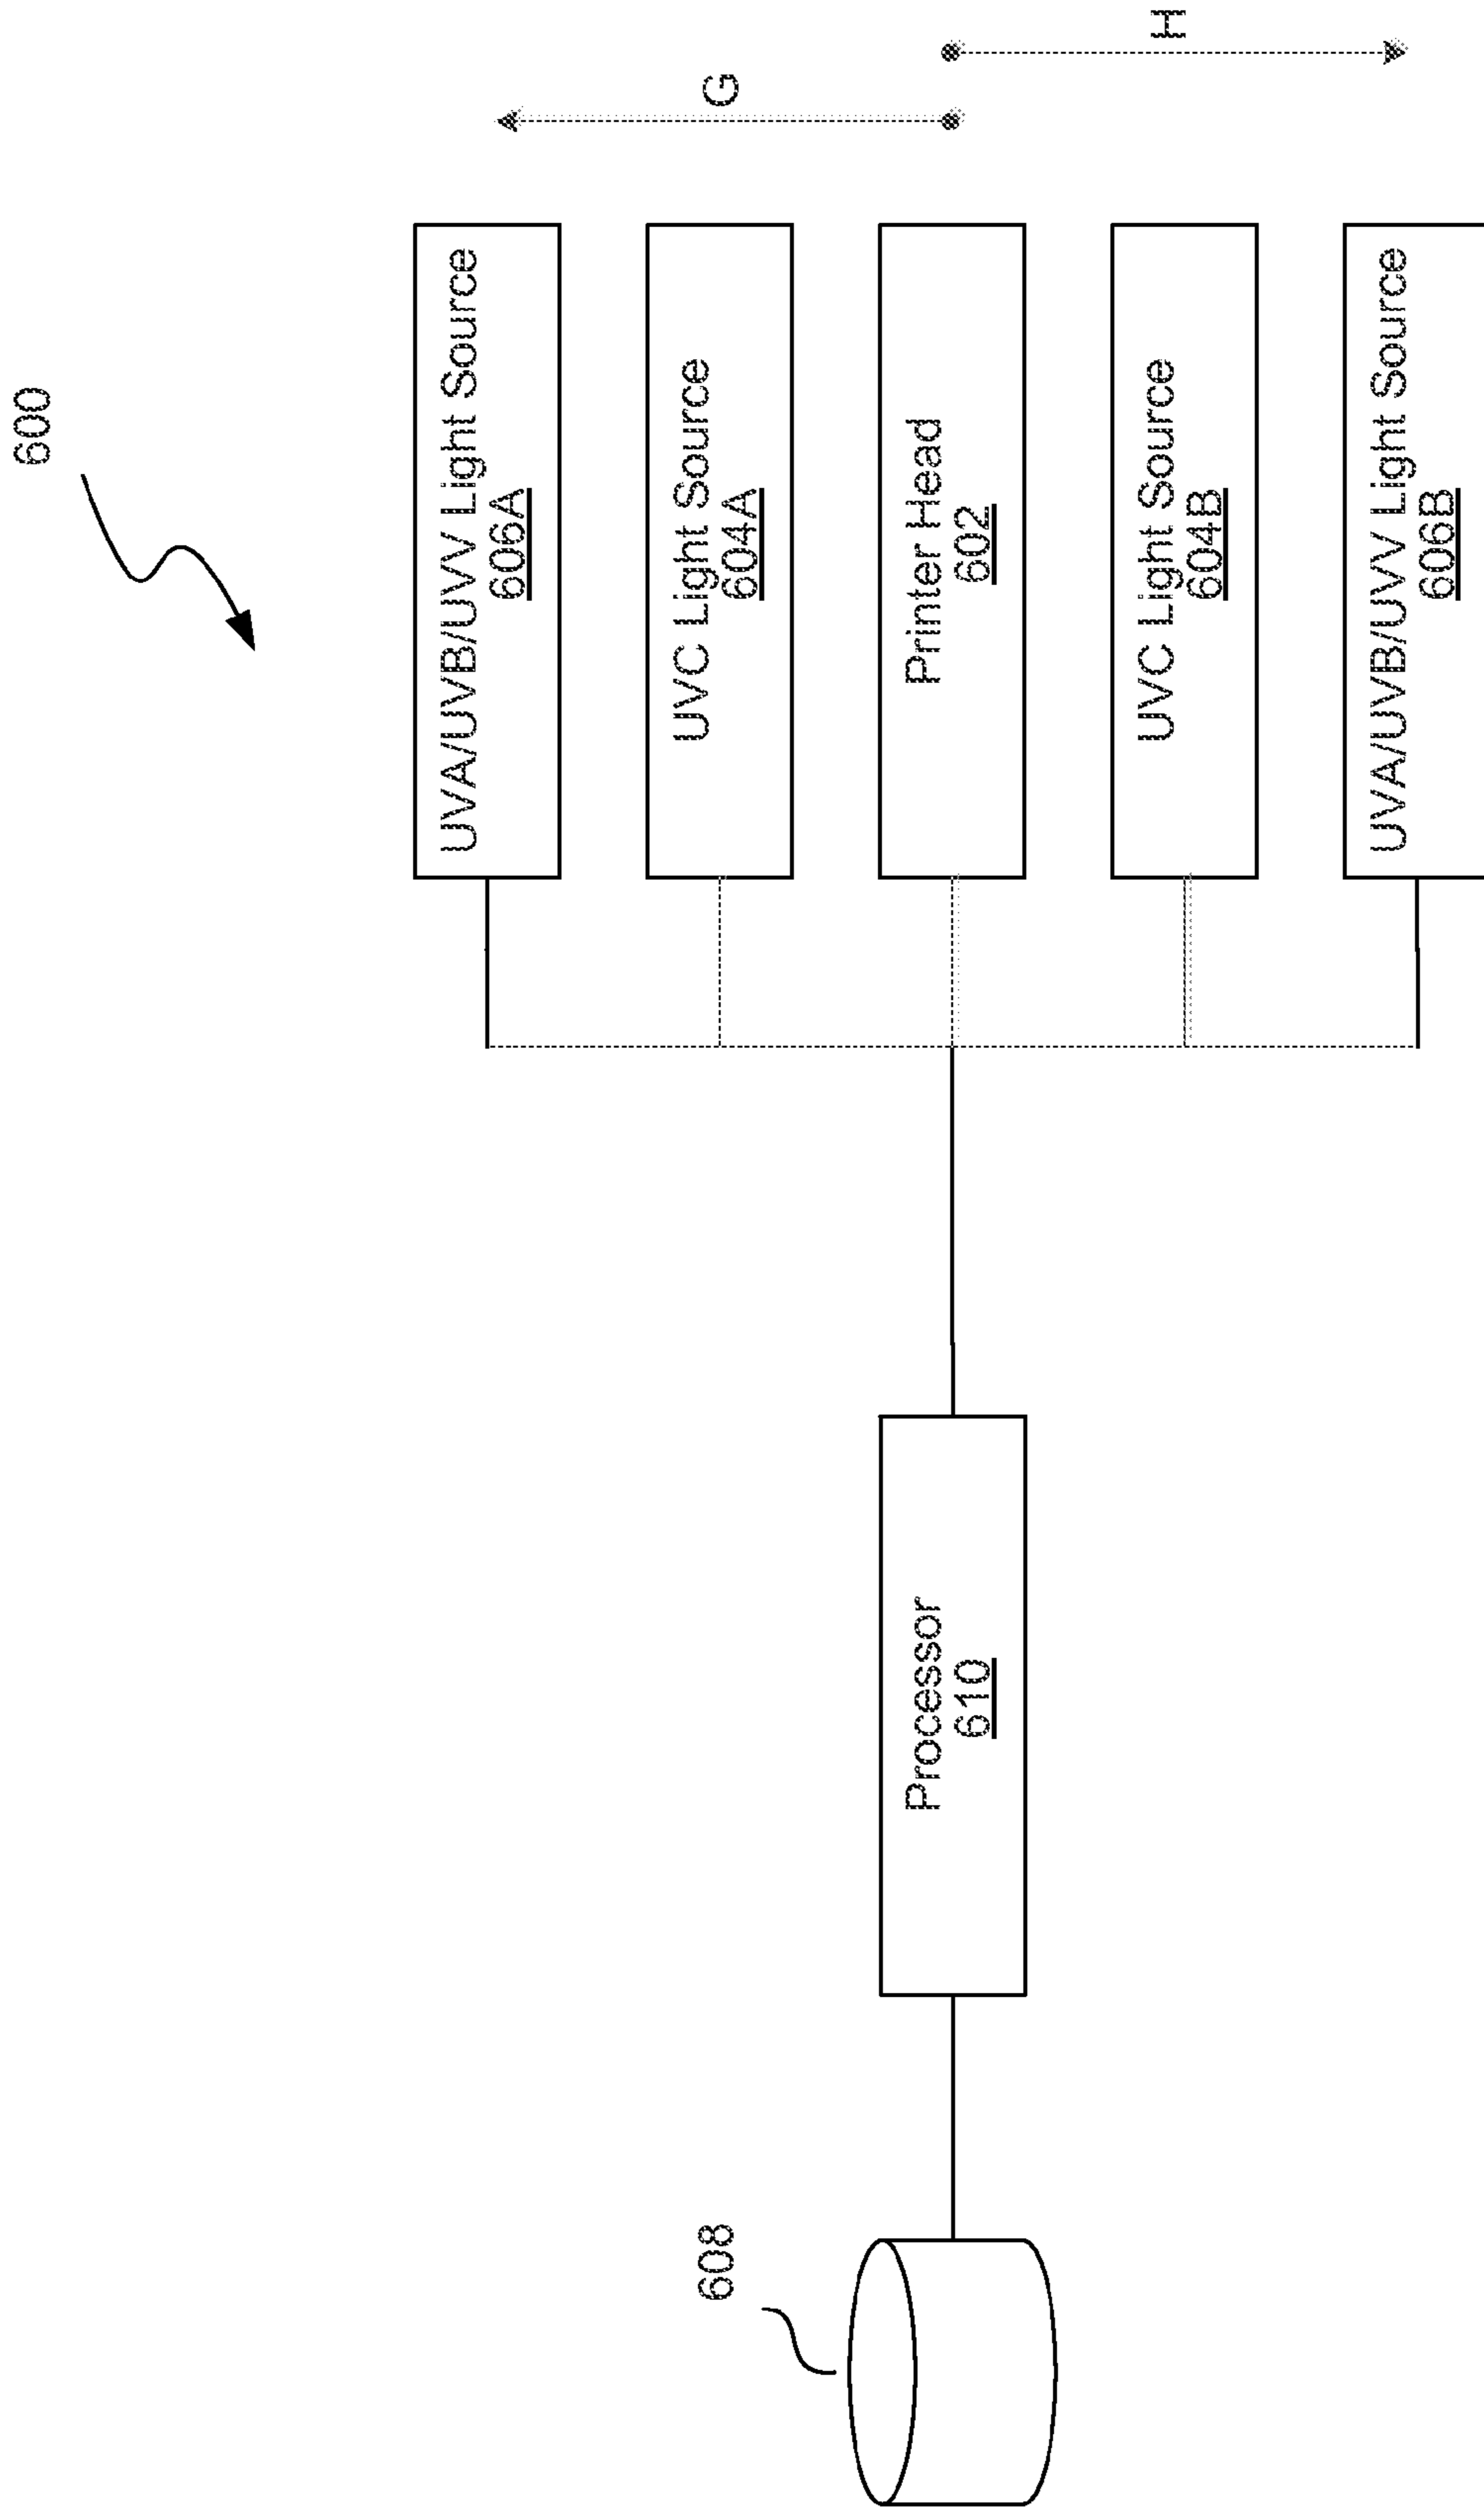 600
G
H
UVA/UVB/UVV Light Source
606A
UVC Light Source
604A
Printer Head
602
UVC Light Source
604B
UVA/UVB/UVV Light Source
606B
Processor
610
608